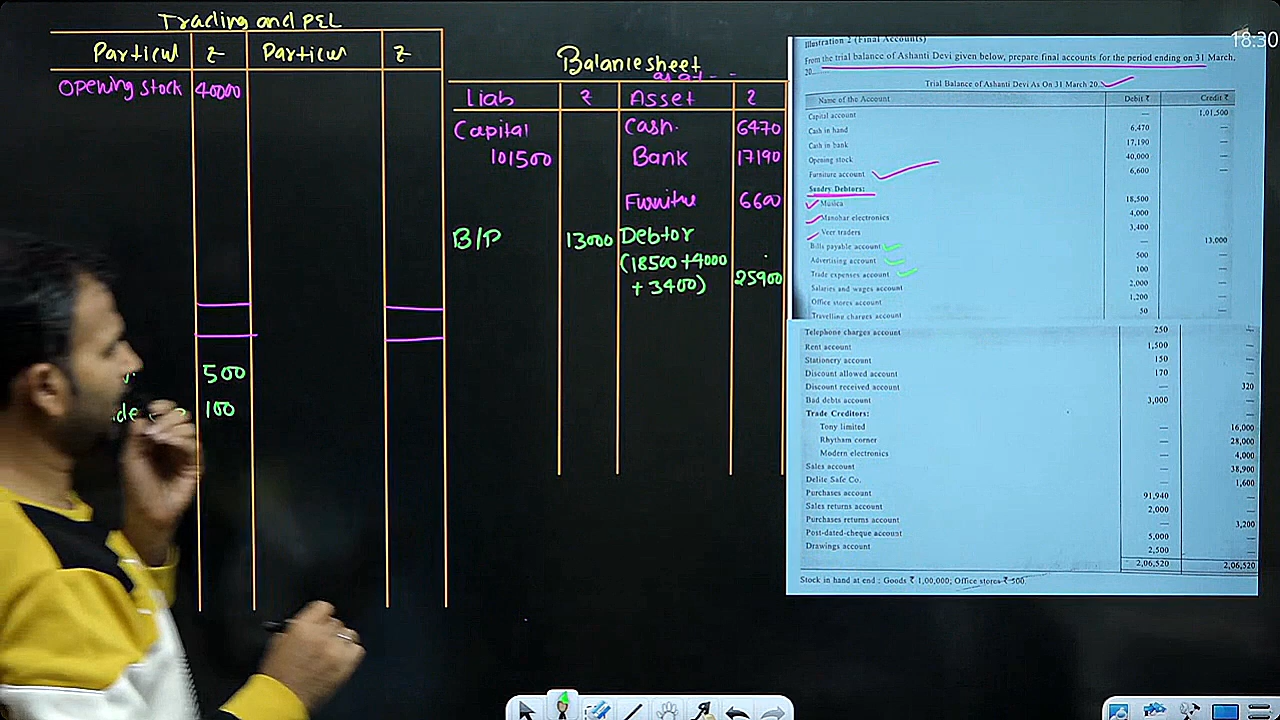 Trading and P&L
Particul ₹ Particul ₹
Opening stock 40000
500
100
Balance sheet
as at - -
Liab ₹ Asset ₹
Capital Cash. 6470
101500 Bank 17190
Furniture 6600
B/P 13000 Debtor
(18500 + 4000
+ 3400) 25900
18:30
Illustration 2 (Final Accounts)
From the trial balance of Ashanti Devi given below, prepare final accounts for the period ending on 31 March,
20........
Trial Balance of Ashanti Devi As On 31 March 20..
Name of the Account Debit ₹ Credit ₹
Capital account — 1,01,500
Cash in hand 6,470 —
Cash in bank 17,190 —
Opening stock 40,000 —
Furniture account 6,600 —
Sundry Debtors:
Musica 18,500 —
Manohar electronics 4,000 —
Veer traders 3,400 —
Bills payable account — 13,000
Advertising account 500 —
Trade expenses account 100 —
Salaries and wages account 2,000 —
Office stores account 1,200 —
Travelling charges account 50 —
Telephone charges account 250 —
Rent account 1,500 —
Stationery account 150 —
Discount allowed account 170 —
Discount received account — 320
Bad debts account 3,000 —
Trade Creditors:
Tony limited — 16,000
Rhytham corner — 28,000
Modern electronics — 4,000
Sales account — 38,900
Delite Safe Co. — 1,600
Purchases account 91,940 —
Sales returns account 2,000 —
Purchases returns account — 3,200
Post-dated-cheque account 5,000 —
Drawings account 2,500 —
2,06,520 2,06,520
Stock in hand at end : Goods ₹ 1,00,000; Office stores ₹ 500.